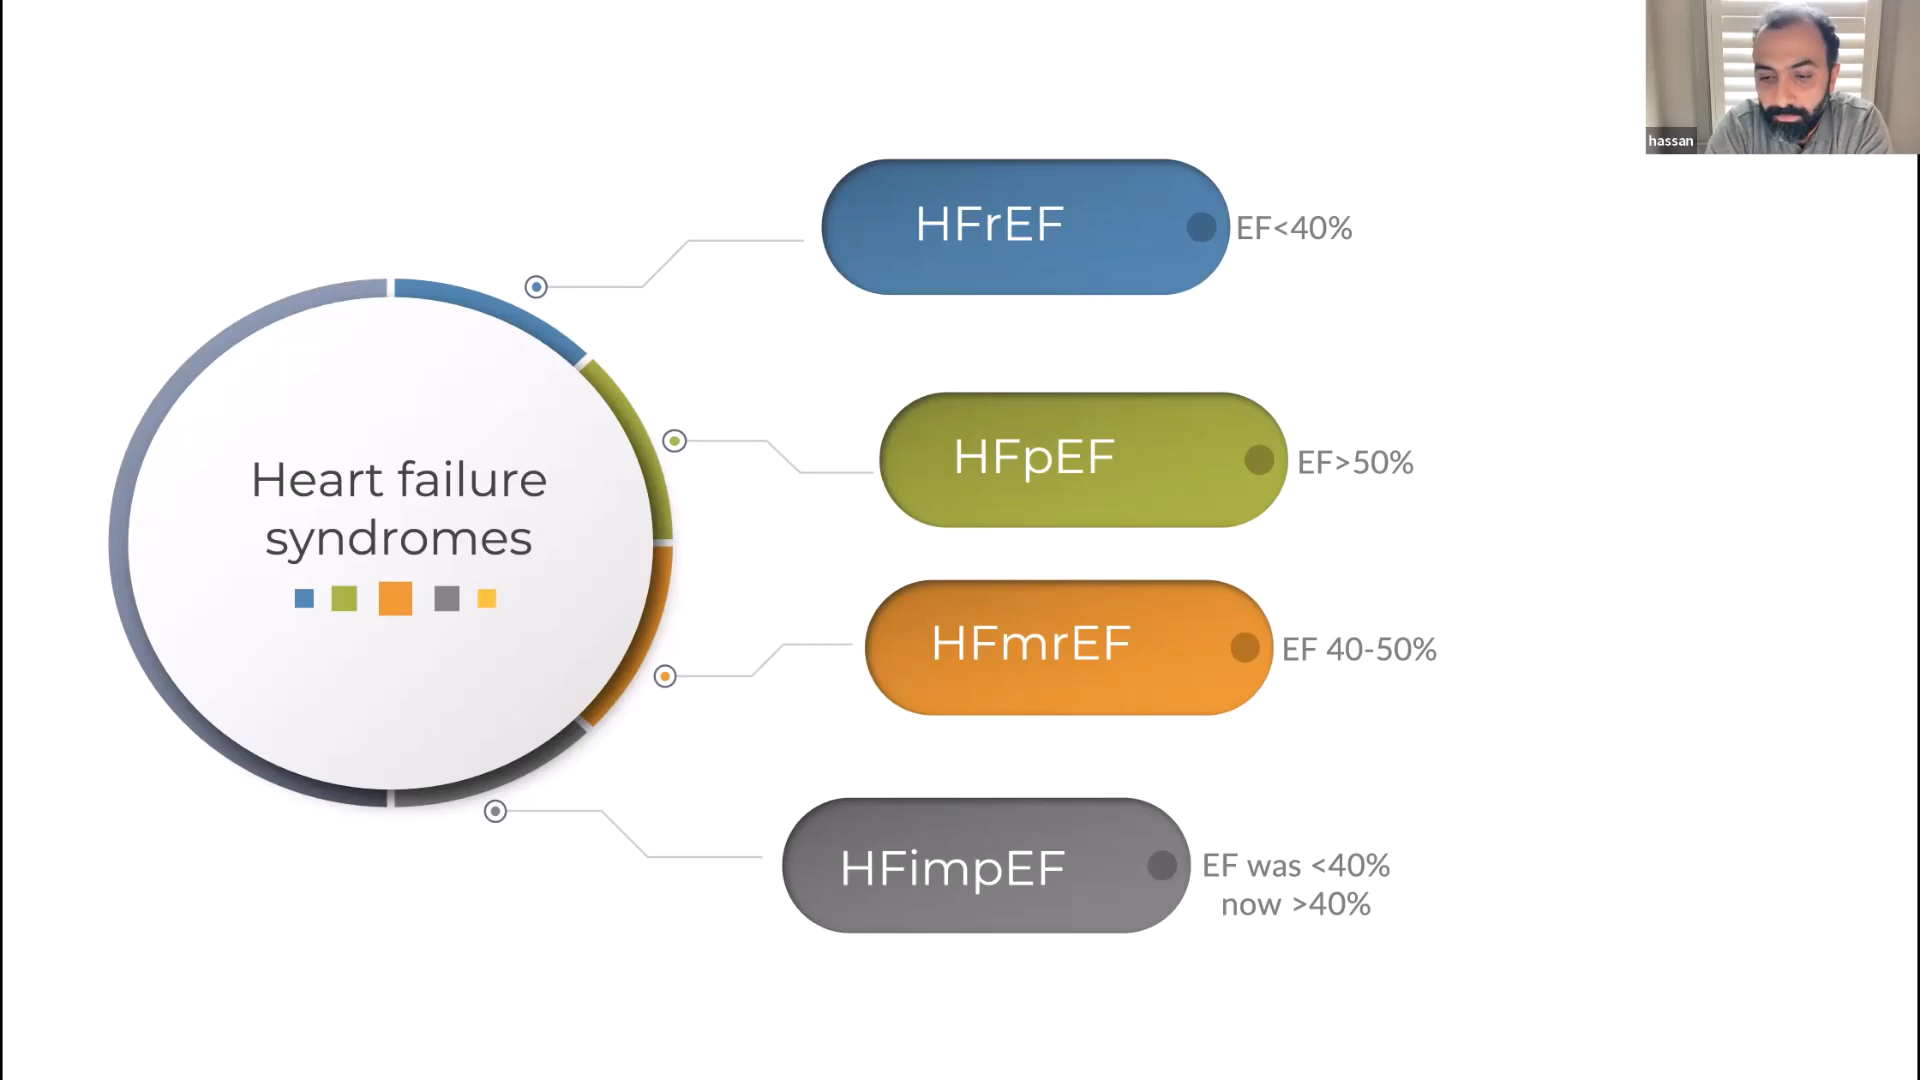 hassan
HFrEF
EF<40%
HFpEF
EF>50%
Heart failure
syndromes
HFmrEF
EF 40-50%
HFimpEF
EF was <40%
now >40%